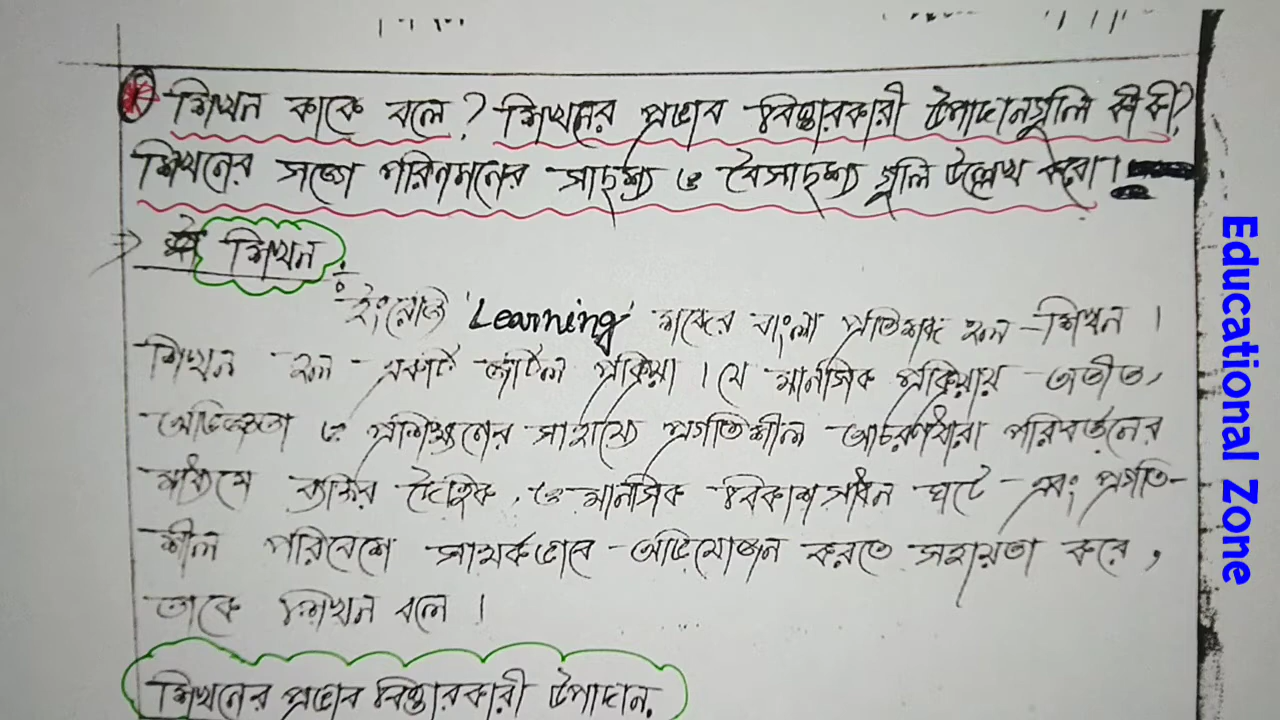 শিখন কাকে বলে? শিখনের প্রভাব বিস্তারকারী উপাদানগুলি কী কী?
শিখনের সঙ্গে পরিনমনের সাদৃশ্য ও বৈসাদৃশ্য গুলি উল্লেখ করো।
⇒ শিখন :
ইংরেজি 'Learning' শব্দের বাংলা প্রতিশব্দ হল - শিখন ।
শিখন হল - একটি জটিল প্রক্রিয়া । যে মানসিক প্রক্রিয়ায় অতীত,
অভিজ্ঞতা ও প্রশিক্ষণের সাহায্যে প্রগতিশীল আচরণধারা পরিবর্তনের
মাধ্যমে ব্যক্তির দৈহিক, ও মানসিক বিকাশসাধন ঘটে এবং প্রগতি-
শীল পরিবেশে সার্থকভাবে অভিযোজন করতে সহায়তা করে,
তাকে শিখন বলে ।
শিখনের প্রভাব বিস্তারকারী উপাদান.
Educational Zone